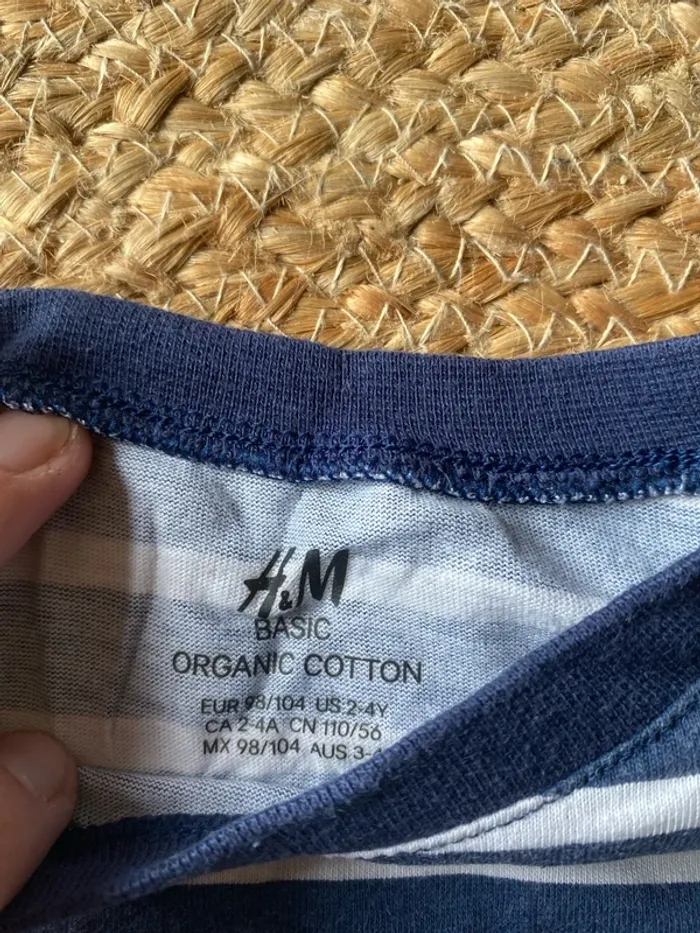 H&M
BASIC
ORGANIC COTTON
EUR 98/104 US 2-4Y
CA 2-4A CN 110/56
MX 98/104 AUS 3-